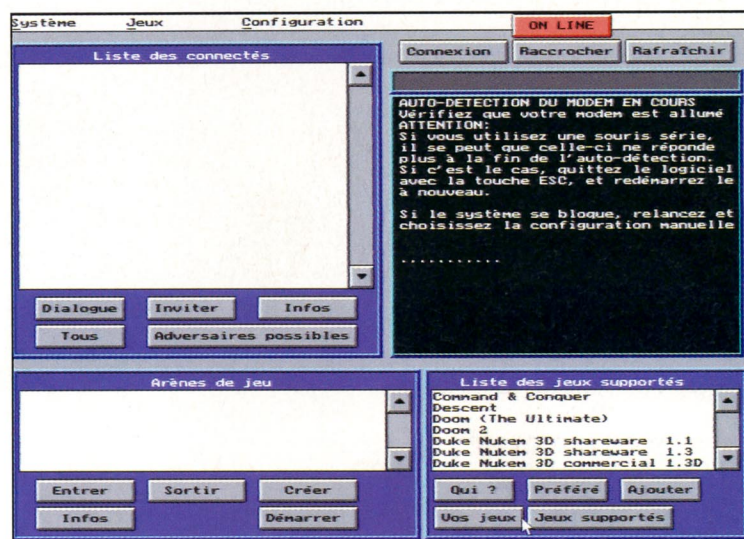 Système Jeux Configuration
ON LINE
Liste des connectés
Connexion Raccrocher Rafraîchir
AUTO-DETECTION DU MODEM EN COURS
Vérifiez que votre modem est allumé
ATTENTION:
Si vous utilisez une souris série,
il se peut que celle-ci ne réponde
plus à la fin de l'auto-détection.
Si c'est le cas, quittez le logiciel
avec la touche ESC, et redémarrez le
à nouveau.
Si le système se bloque, relancez et
choisissez la configuration manuelle
...........
Dialogue Inviter Infos
Tous Adversaires possibles
Arènes de jeu
Entrer Sortir Créer
Infos Démarrer
Liste des jeux supportés
Command & Conquer
Descent
Doom (The Ultimate)
Doom 2
Duke Nukem 3D shareware 1.1
Duke Nukem 3D shareware 1.3
Duke Nukem 3D commercial 1.3D
Qui ? Préféré Ajouter
Vos jeux Jeux supportés